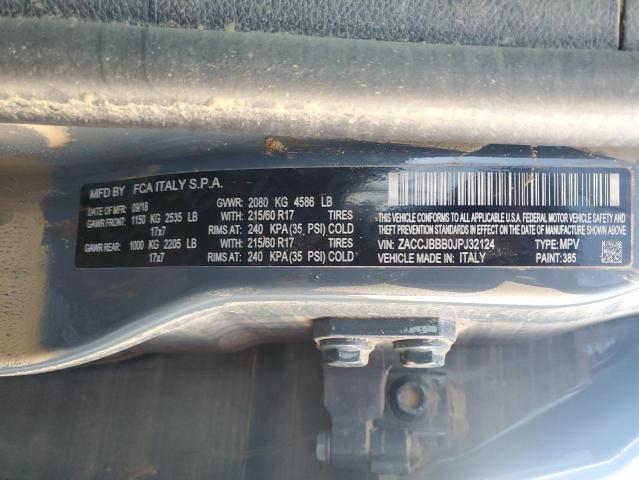 MFD BY FCA ITALY S.P.A.
DATE OF MFR: 09/18 GVWR: 2080 KG 4586 LB
GAWR FRONT: 1150 KG 2535 LB WITH 215/60 R17 TIRES
17x7 RIMS AT: 240 KPA(35 PSI) COLD
GAWR REAR: 1000 KG 2205 LB WITH 215/60 R17 TIRES
17x7 RIMS AT: 240 KPA(35 PSI) COLD
THIS VEHICLE CONFORMS TO ALL APPLICABLE U.S.A. FEDERAL MOTOR VEHICLE SAFETY AND
THEFT PREVENTION STANDARDS IN EFFECT ON THE DATE OF MANUFACTURE SHOWN ABOVE
VIN: ZACCJBBB0JPJ32124 TYPE: MPV
VEHICLE MADE IN: ITALY PAINT: 385